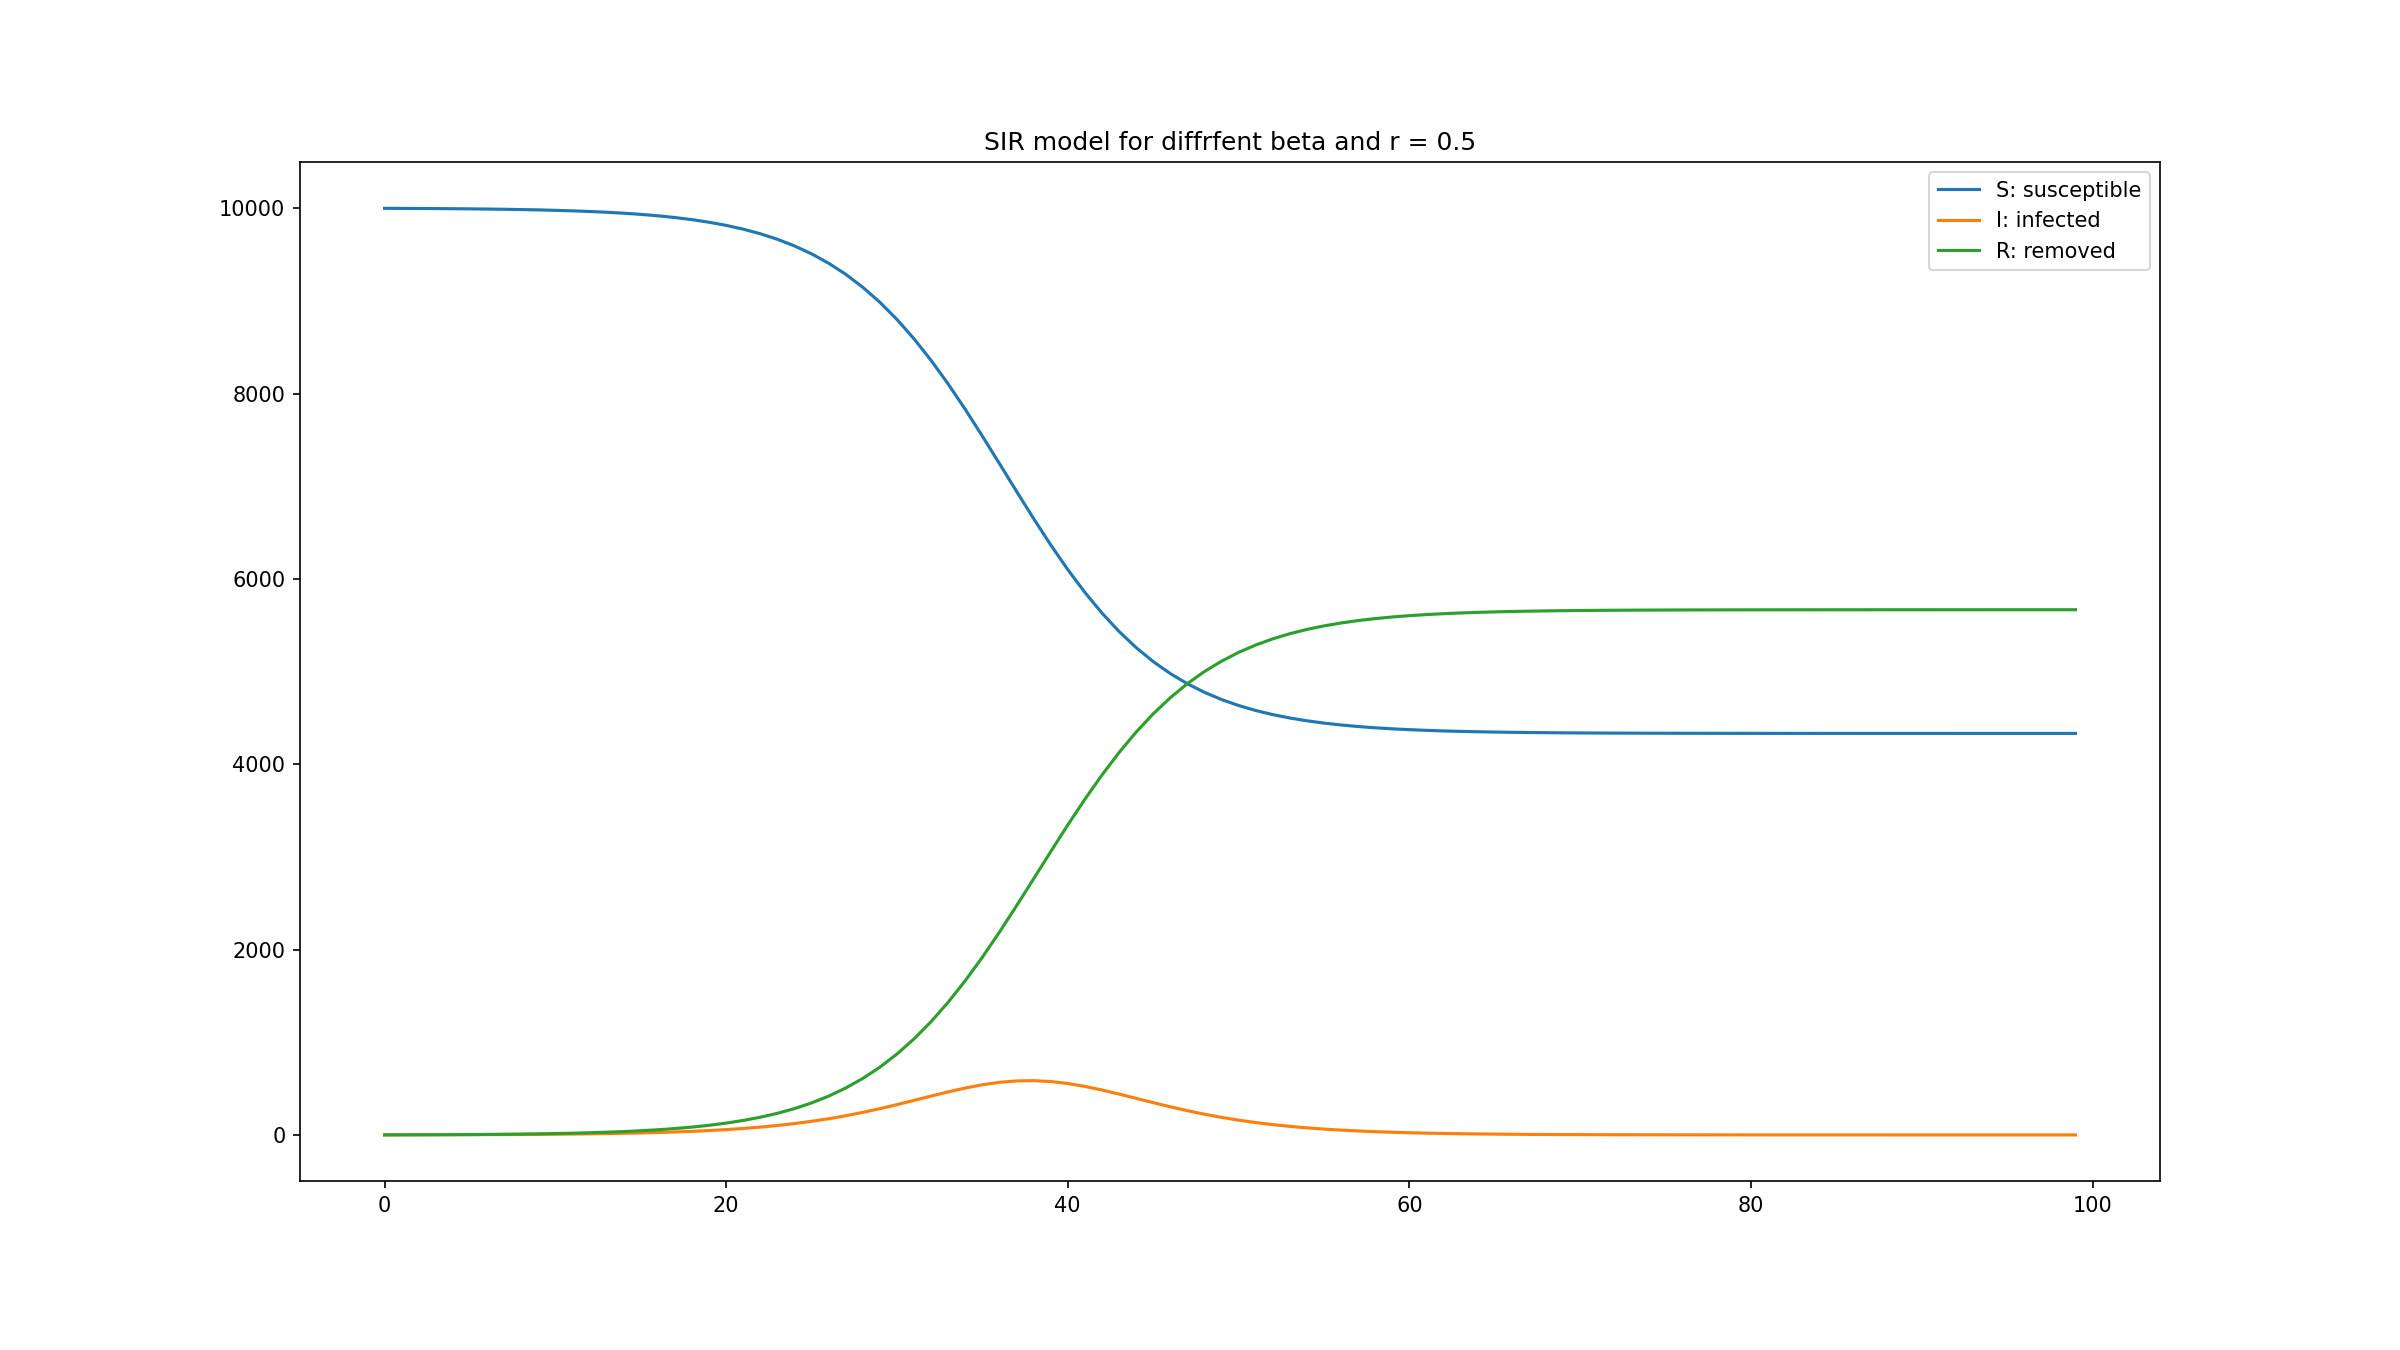 SIR model for diffrfent beta and r = 0.5
S: susceptible
I: infected
R: removed
10000
8000
6000
4000
2000
0
0 20 40 60 80 100